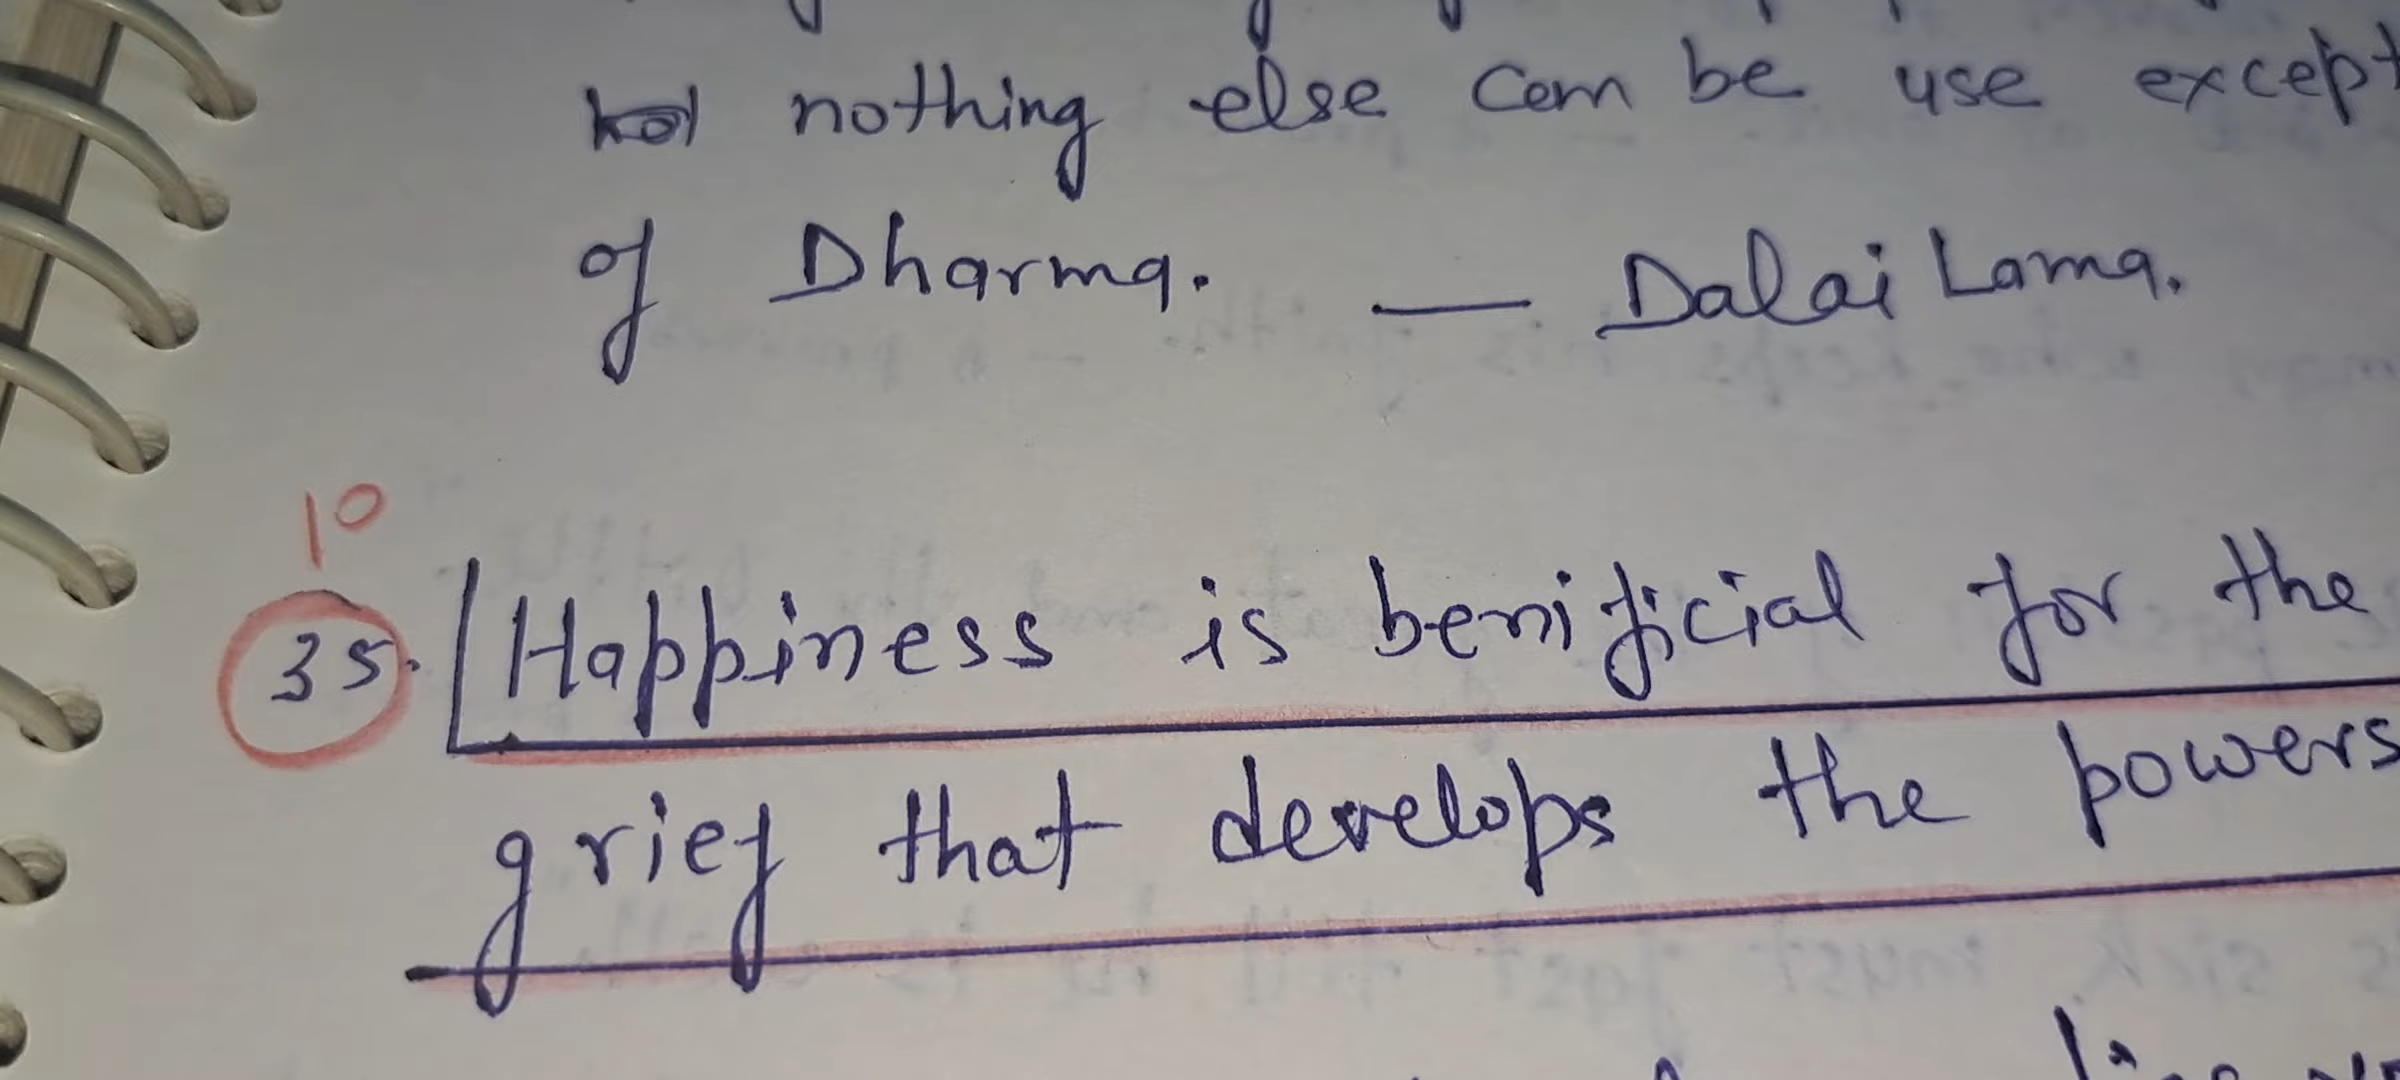 nothing else can be use except
of Dharma. — Dalai Lama.
10
35. Happiness is benificial for the
grief that develops the powers